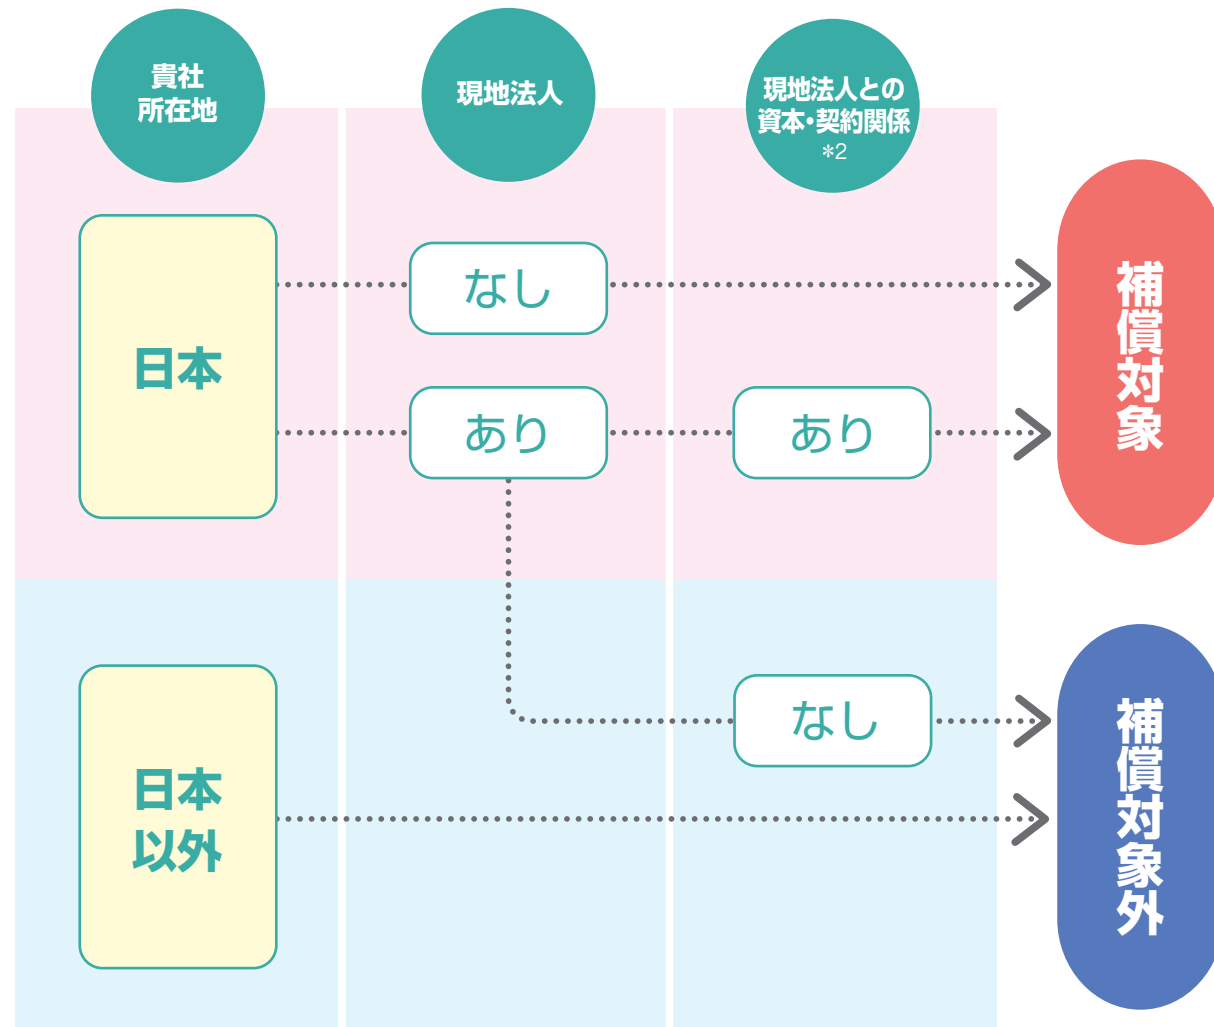 貴社
所在地
現地法人
現地法人との
資本・契約関係
*2
日本
なし
あり
あり
補償対象
日本
以外
なし
補償対象外